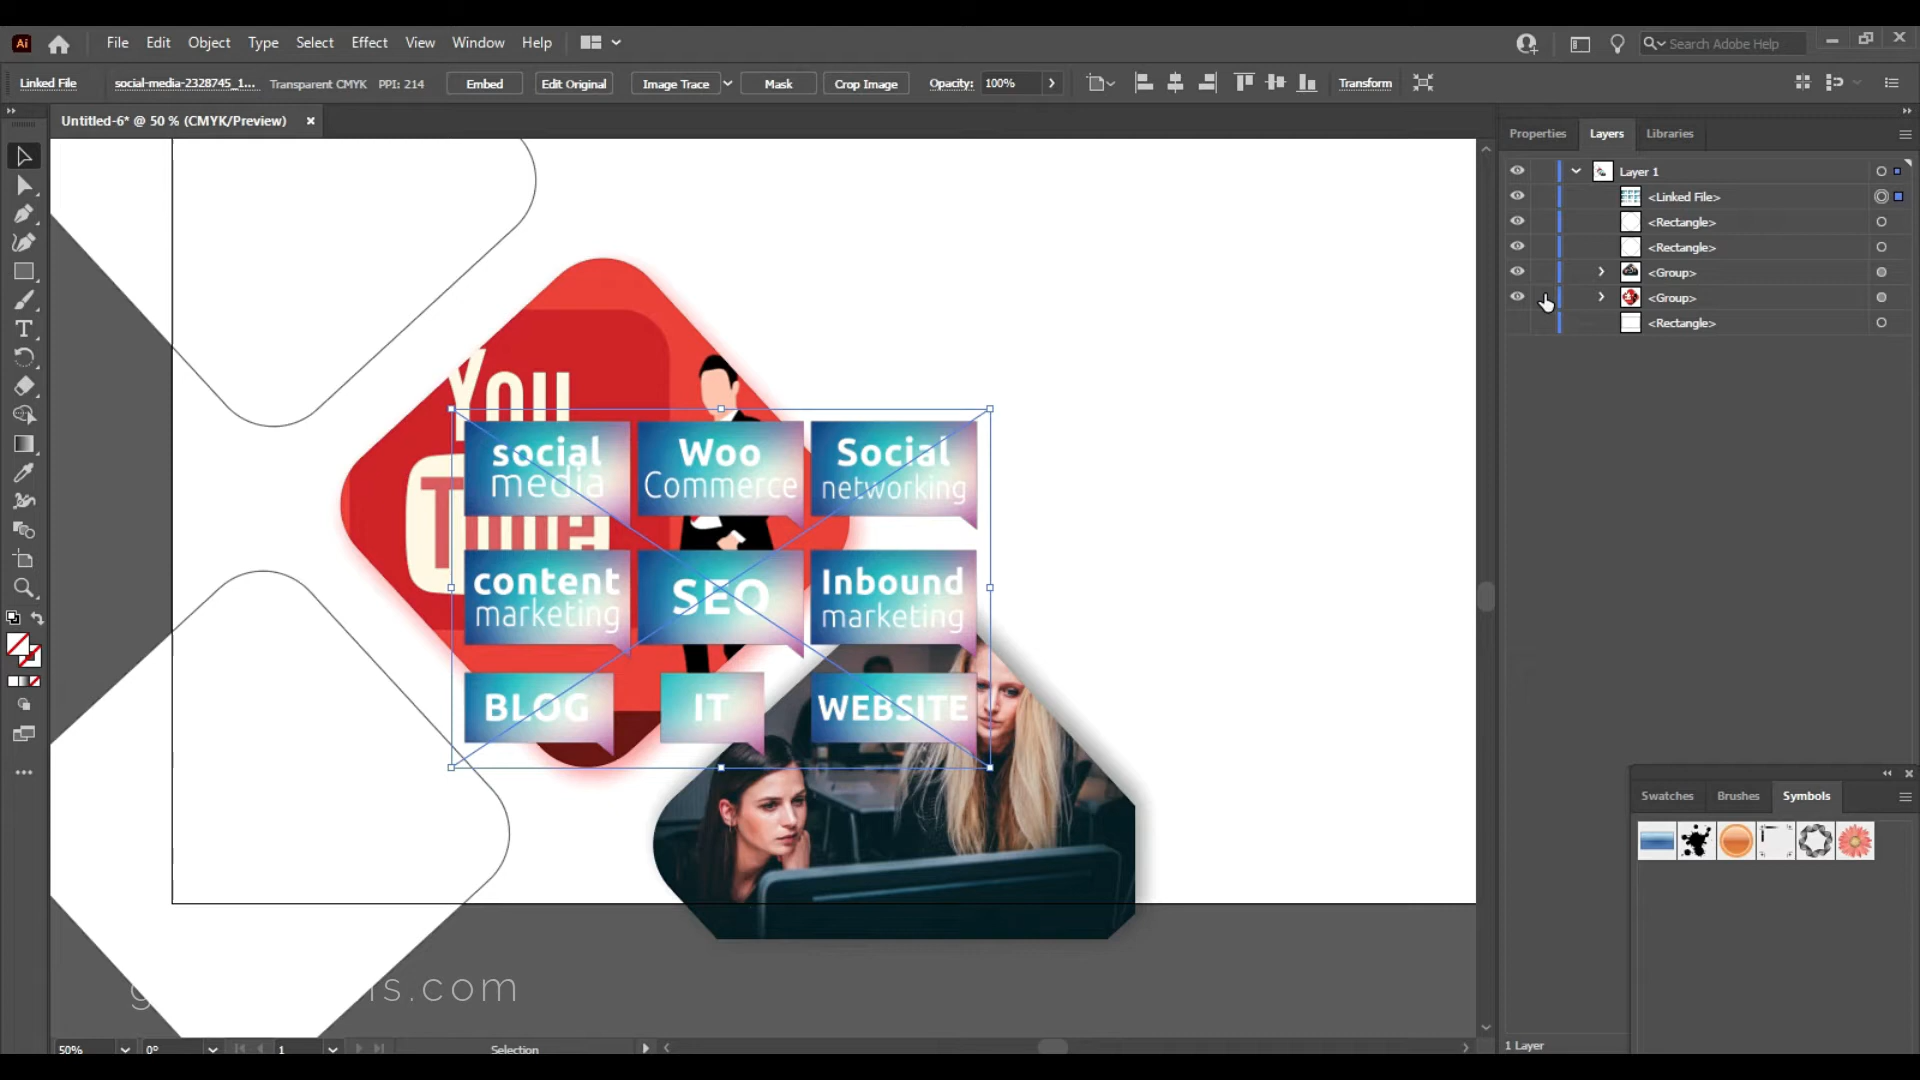 Ai
File Edit Object Type Select Effect View Window Help
Search Adobe Help
Linked File social-media-2328745_1... Transparent CMYK PPI: 214 Embed Edit Original Image Trace Mask Crop Image Opacity: 100% Transform
Untitled-6* @ 50 % (CMYK/Preview)
Properties Layers Libraries
Layer 1
<Linked File>
<Rectangle>
<Rectangle>
<Group>
<Group>
<Rectangle>
You
social
media
Woo
Commerce
Social
networking
content
marketing
SEO
Inbound
marketing
BLOG
IT
WEBSITE
Swatches Brushes Symbols
s.com
50% 0° 1 Selection
1 Layer